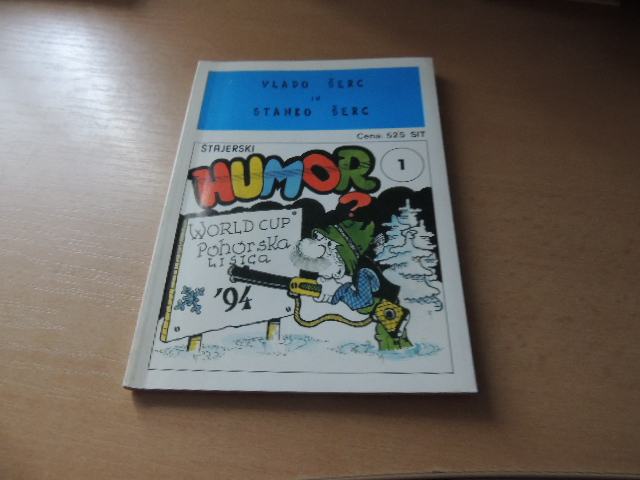 VLADO ŠERC
IN
STANKO ŠERC
Cena: 525 SIT
ŠTAJERSKI
HUMOR
1
?
WORLD CUP
POHORSKA
LISICA
'94